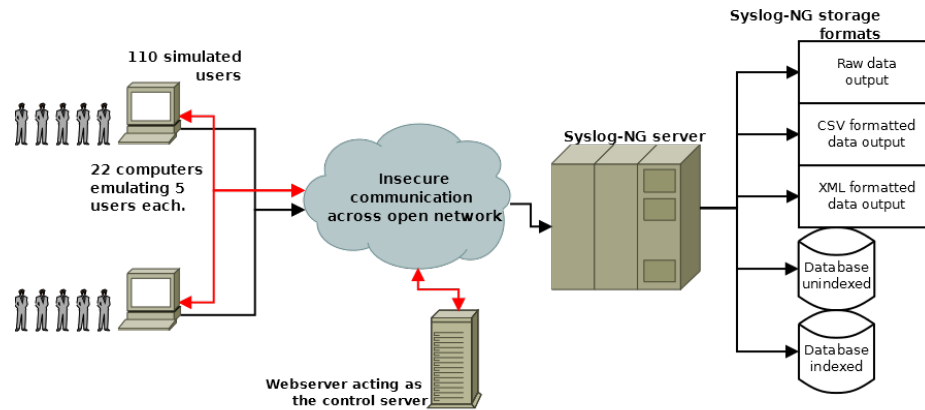 Syslog-NG storage
formats
110 simulated
users
22 computers
emulating 5
users each.
Insecure
communication
across open network
Webserver acting as
the control server
Syslog-NG server
Raw data
output
CSV formatted
data output
XML formatted
data output
Database
unindexed
Database
indexed